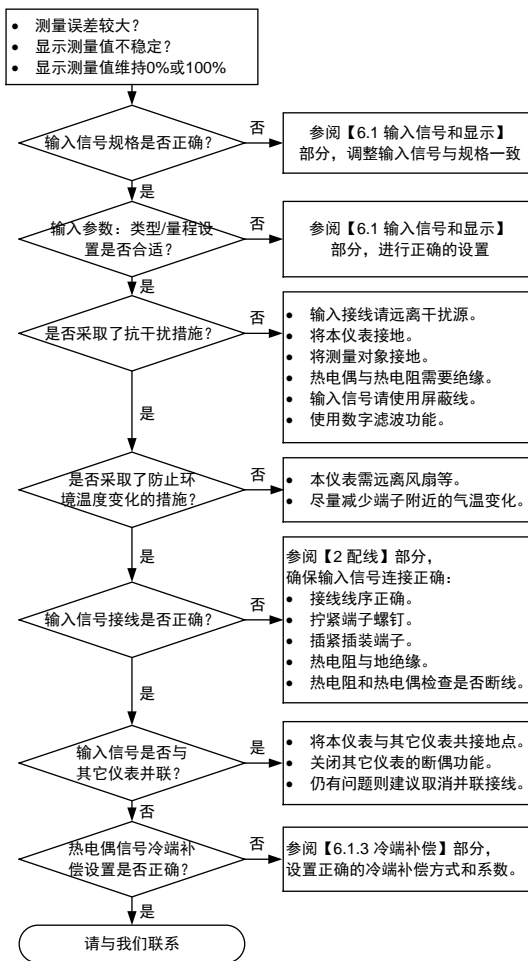 • 测量误差较大？
• 显示测量值不稳定？
• 显示测量值维持0%或100%
输入信号规格是否正确？
否
参阅【6.1 输入信号和显示】
部分，调整输入信号与规格一致
是
输入参数：类型/量程设
置是否合适？
否
参阅【6.1 输入信号和显示】
部分，进行正确的设置
是
是否采取了抗干扰措施？
否
• 输入接线请远离干扰源。
• 将本仪表接地。
• 将测量对象接地。
• 热电偶与热电阻需要绝缘。
• 输入信号请使用屏蔽线。
• 使用数字滤波功能。
是
是否采取了防止环
境温度变化的措施？
否
• 本仪表需远离风扇等。
• 尽量减少端子附近的气温变化。
是
输入信号接线是否正确？
否
参阅【2 配线】部分，
确保输入信号连接正确：
• 接线线序正确。
• 拧紧端子螺钉。
• 插紧插装端子。
• 热电阻与地绝缘。
• 热电阻和热电偶检查是否断线。
是
输入信号是否与
其它仪表并联？
是
• 将本仪表与其它仪表共接地点。
• 关闭其它仪表的断偶功能。
• 仍有问题则建议取消并联接线。
否
热电偶信号冷端补
偿设置是否正确？
否
参阅【6.1.3 冷端补偿】部分，
设置正确的冷端补偿方式和系数。
是
请与我们联系